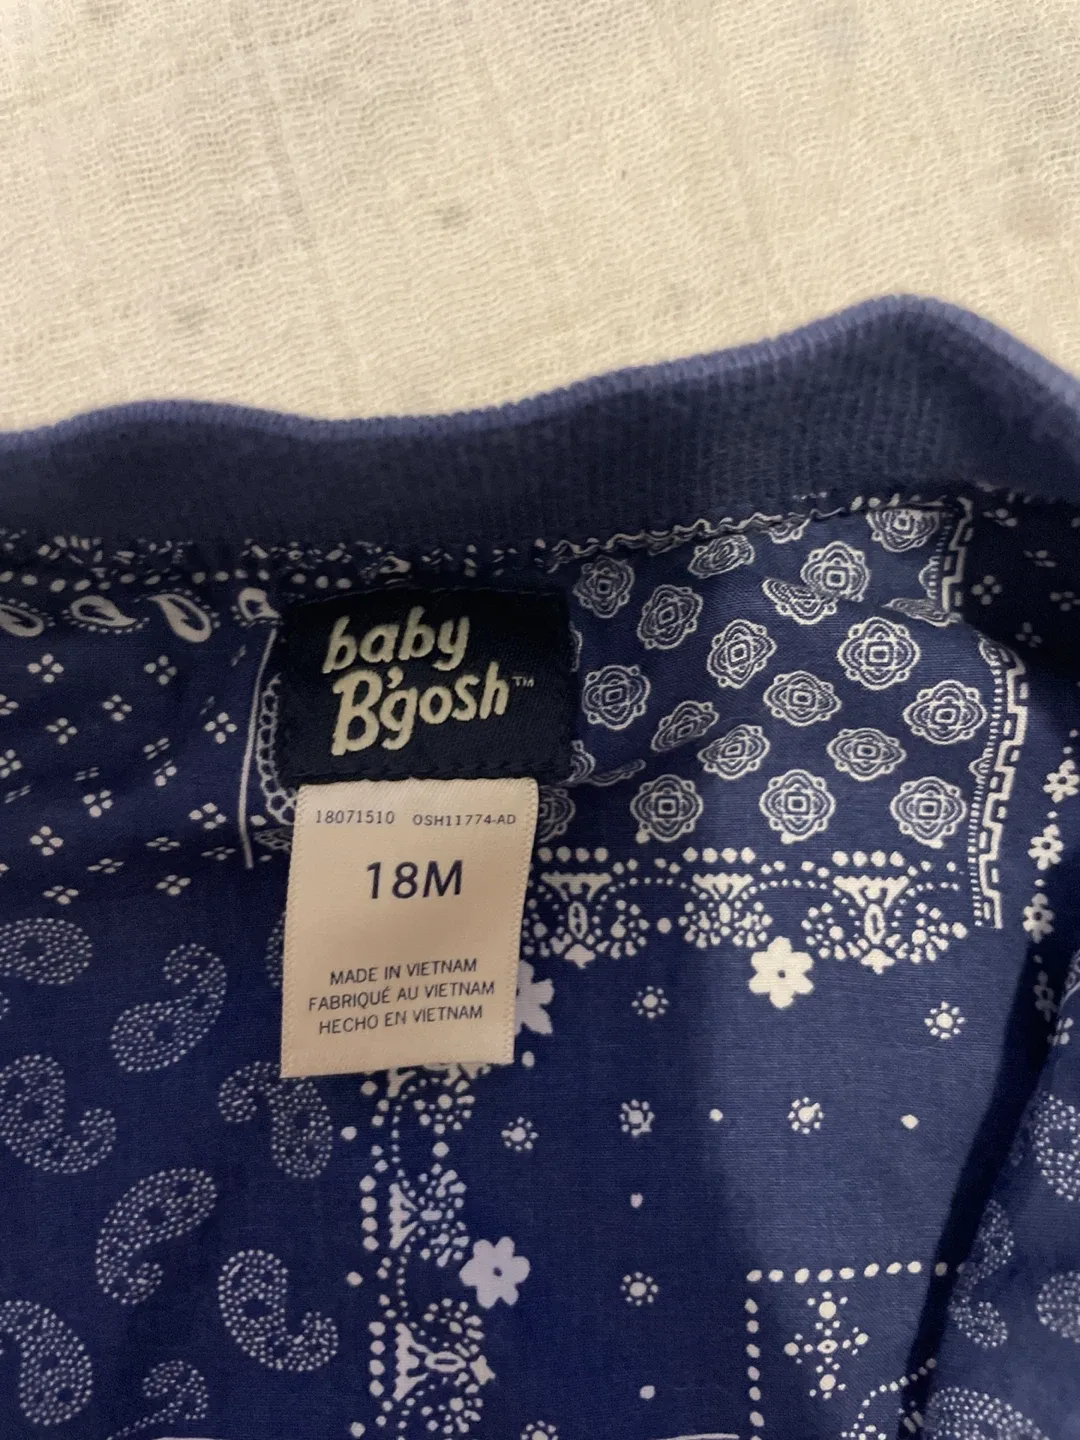 baby
B'gosh™
18071510 OSH11774-AD
18M
MADE IN VIETNAM
FABRIQUÉ AU VIETNAM
HECHO EN VIETNAM